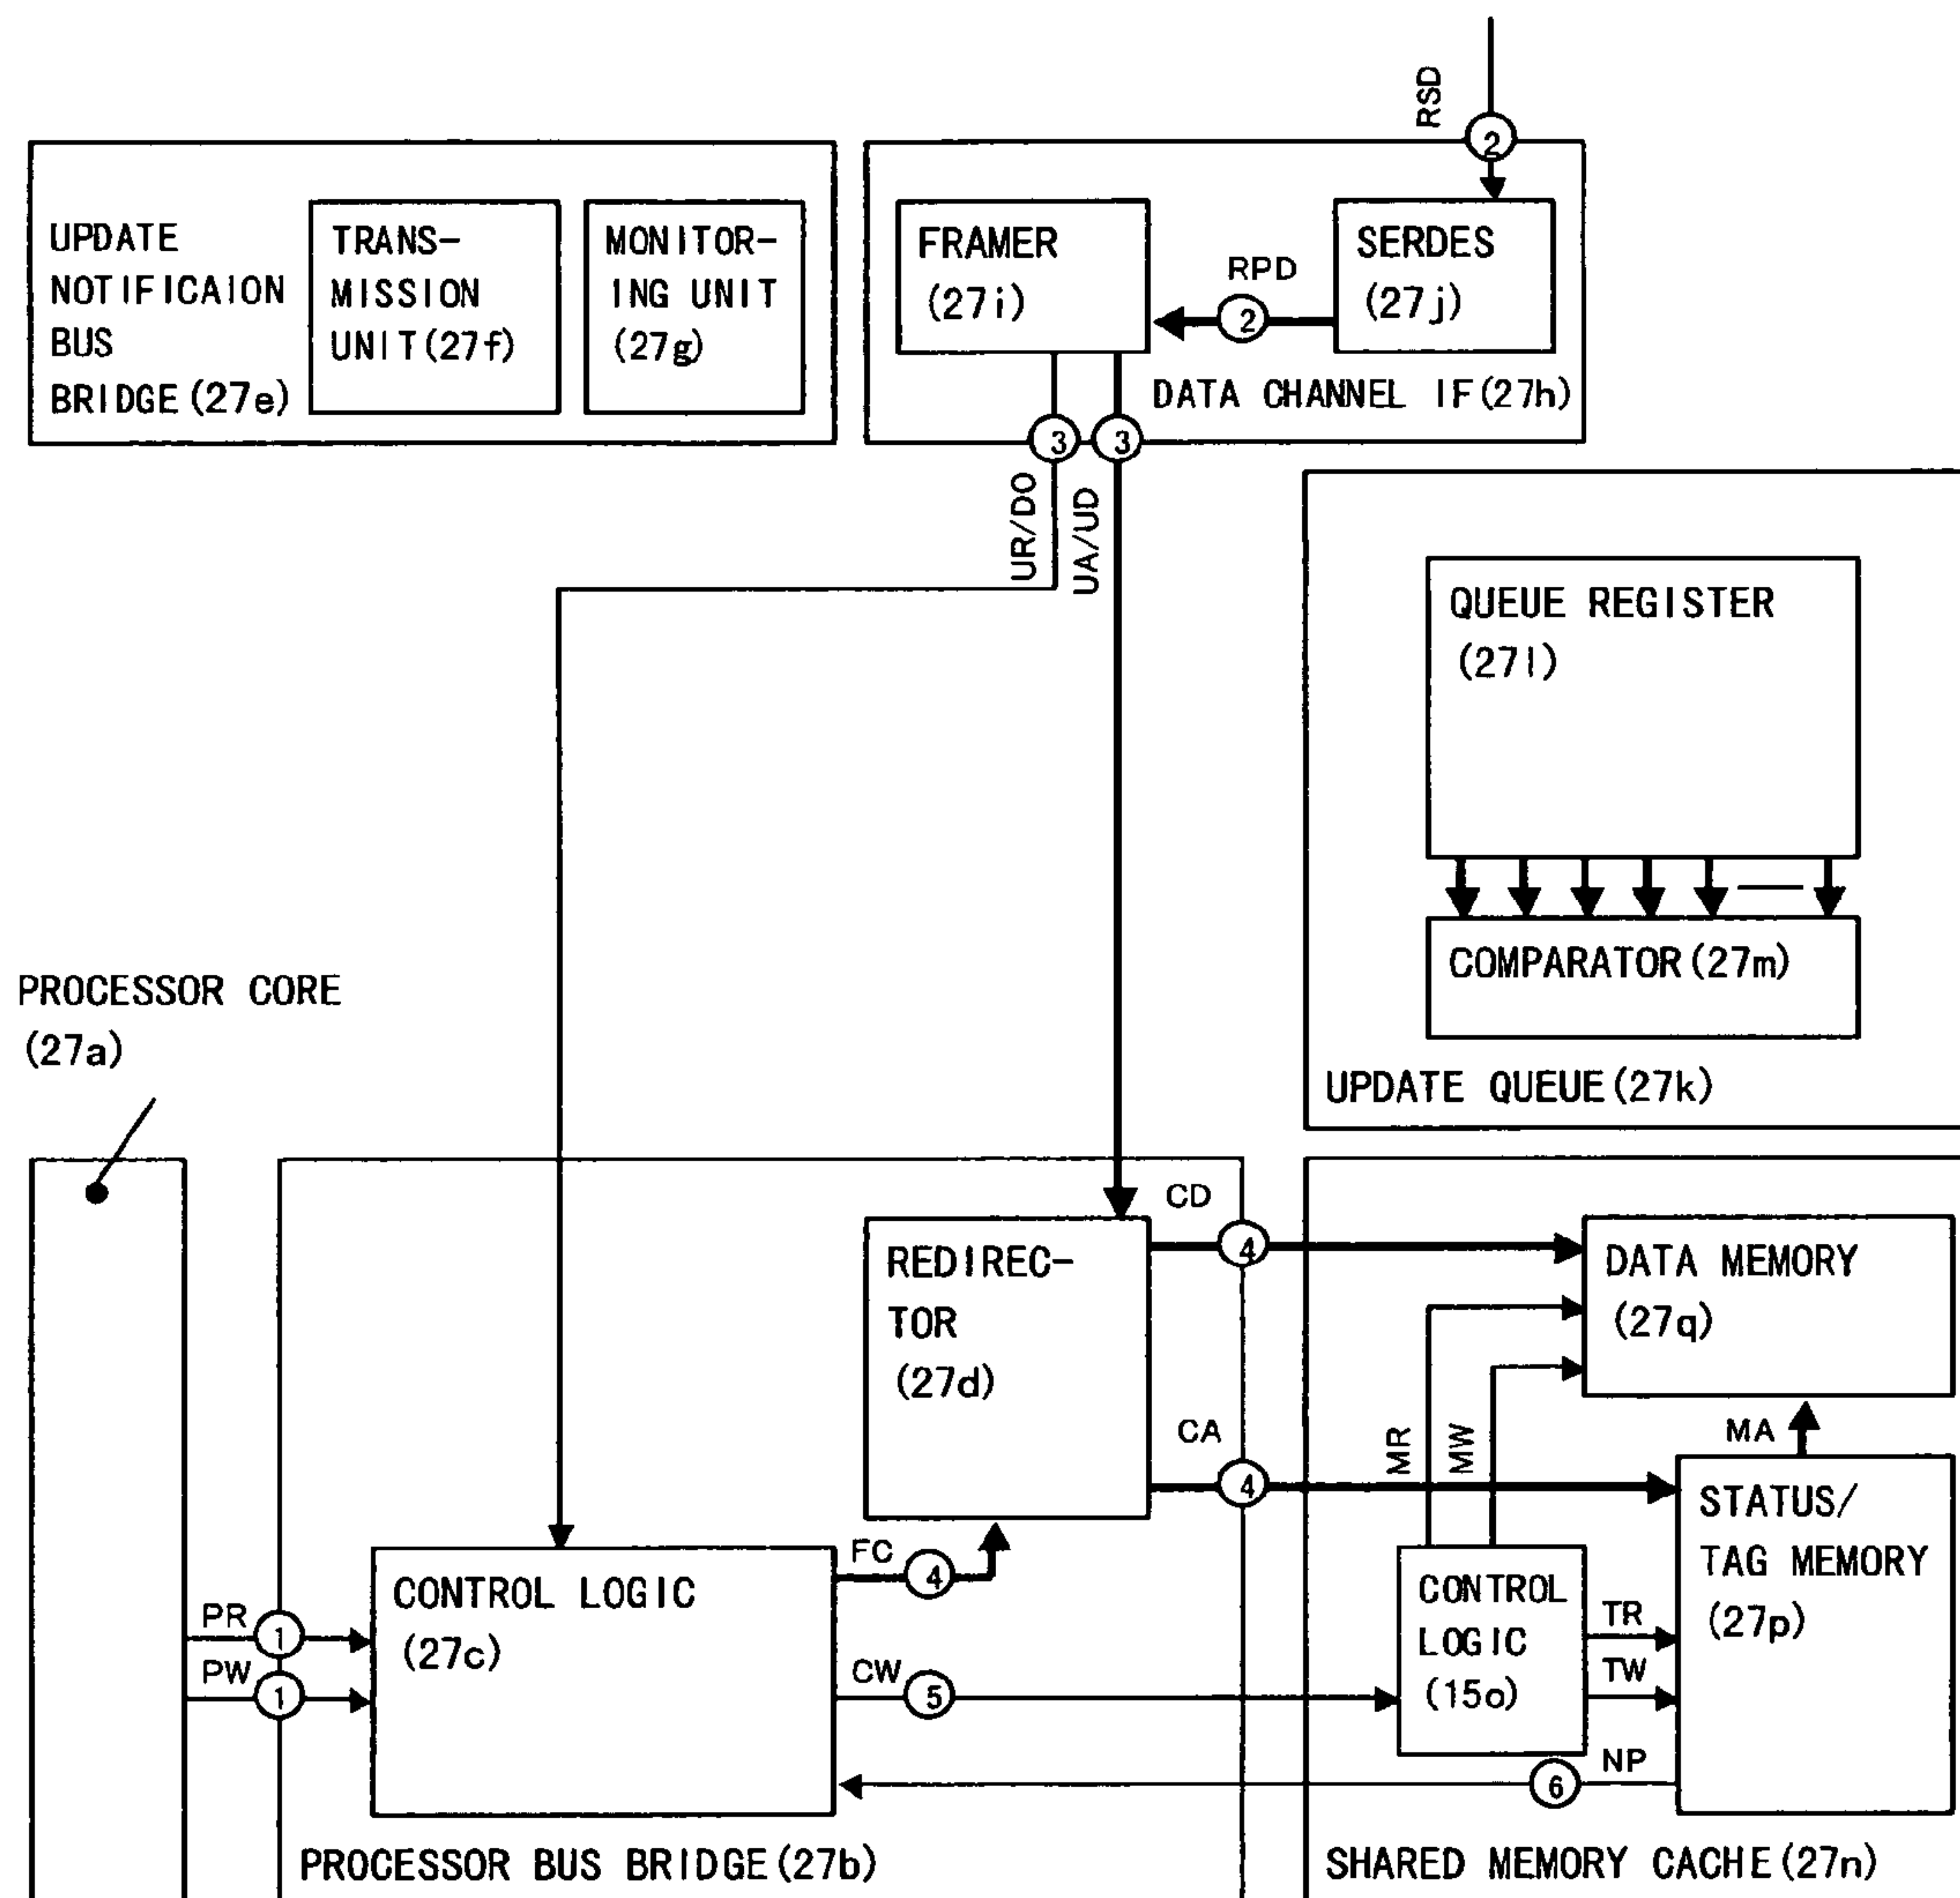 RSD
2
UPDATE
NOTIFICAION
BUS
BRIDGE(27e)
TRANS-
MISSION
UNIT(27f)
MONITOR-
ING UNIT
(27g)
FRAMER
(27i)
RPD
2
SERDES
(27j)
DATA CHANNEL IF(27h)
3
3
UR/DO
UA/UD
QUEUE REGISTER
(27l)
COMPARATOR(27m)
UPDATE QUEUE(27k)
PROCESSOR CORE
(27a)
CD
4
REDIREC-
TOR
(27d)
DATA MEMORY
(27q)
CA
4
MR
MW
MA
STATUS/
TAG MEMORY
(27p)
FC
4
CONTROL LOGIC
(27c)
CONTROL
LOGIC
(15o)
PR
1
PW
1
TR
TW
CW
5
NP
6
PROCESSOR BUS BRIDGE(27b)
SHARED MEMORY CACHE(27n)